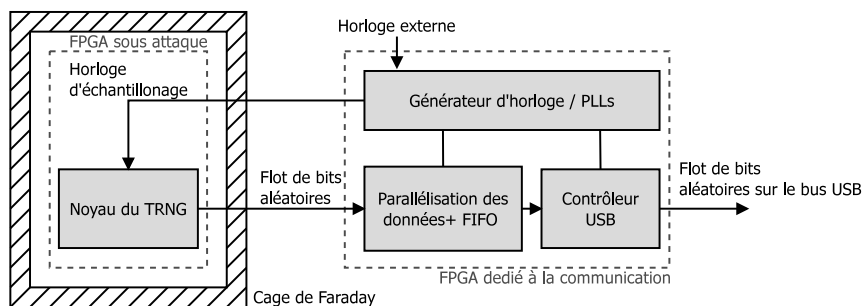 Horloge externe
FPGA sous attaque
Horloge
d'échantillonage
Générateur d'horloge / PLLs
Noyau du TRNG
Flot de bits
aléatoires
Parallélisation des
données+ FIFO
Contrôleur
USB
Flot de bits
aléatoires sur le bus USB
FPGA dedié à la communication
Cage de Faraday